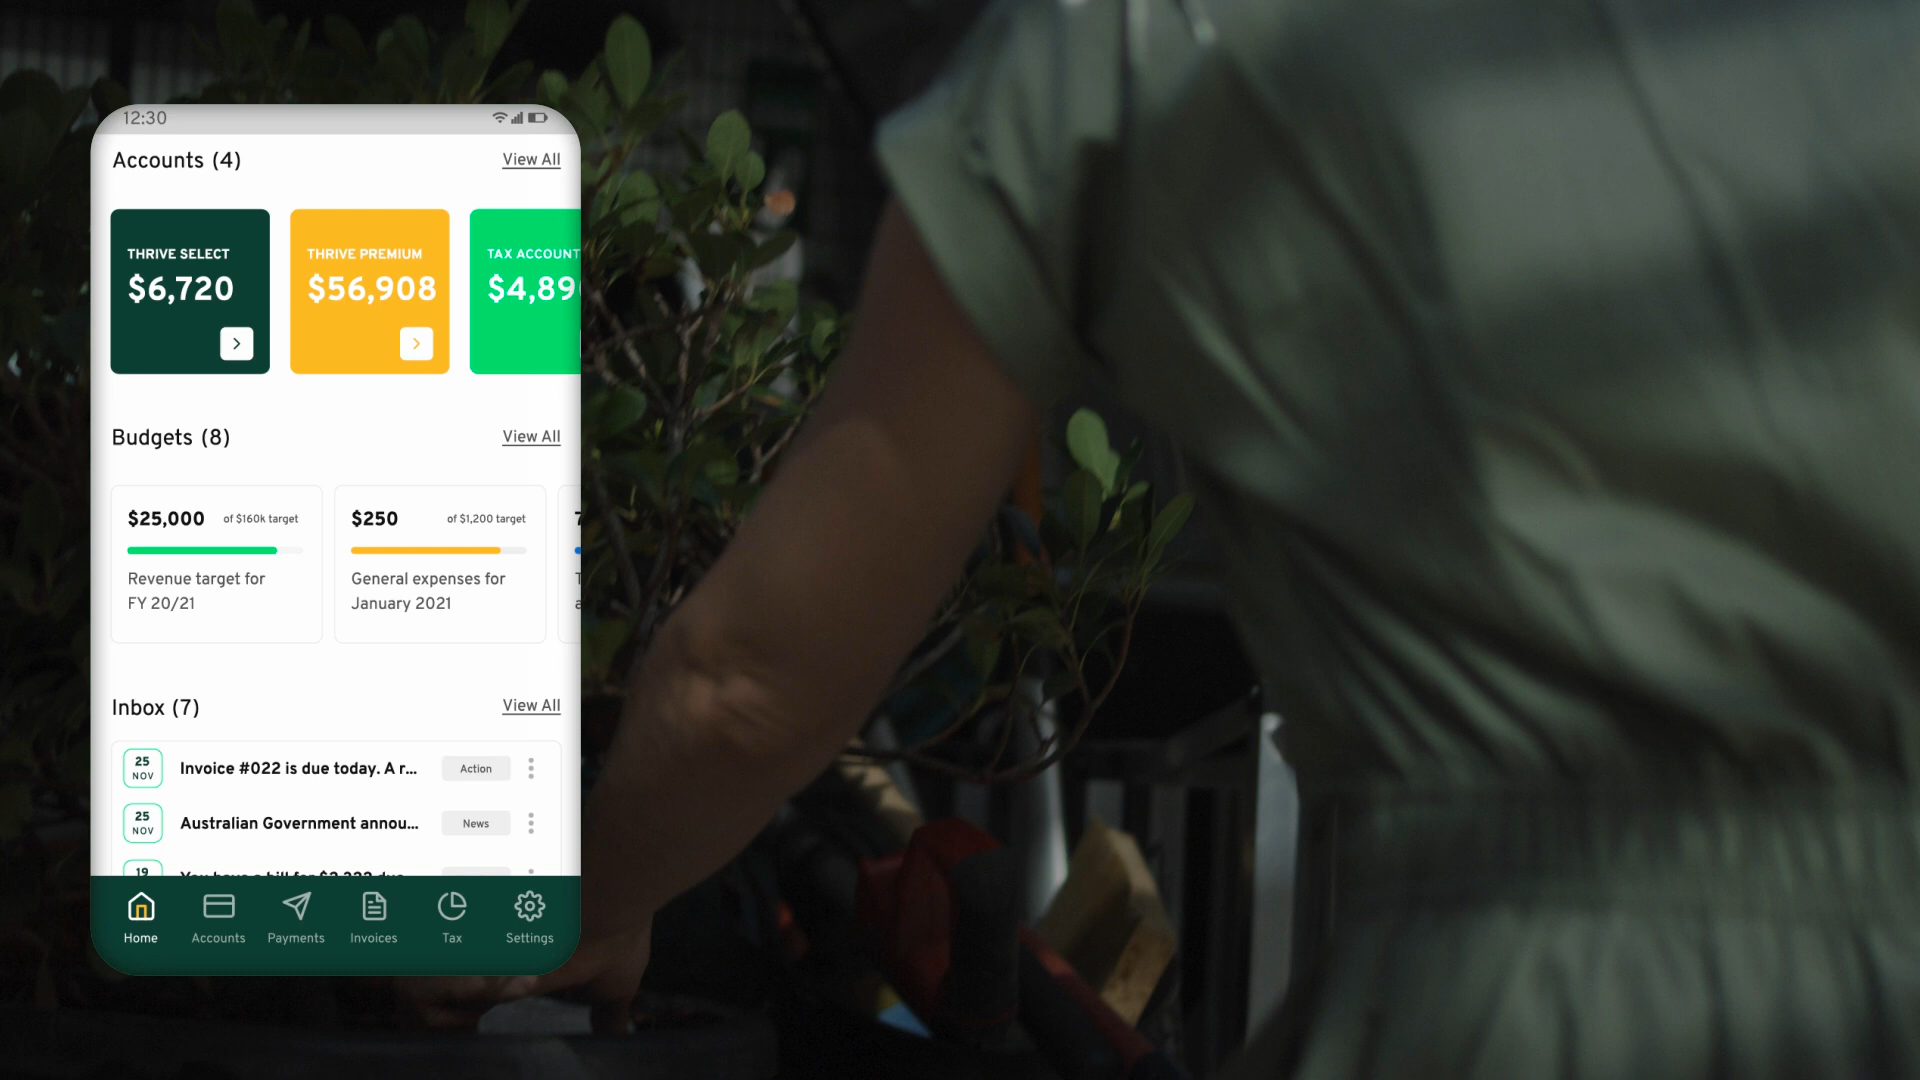 12:30
Accounts (4)
View All
THRIVE SELECT
$6,720
THRIVE PREMIUM
$56,908
TAX ACCOUNT
$4,89
Budgets (8)
View All
$25,000
of $160k target
Revenue target for
FY 20/21
$250
of $1,200 target
General expenses for
January 2021
Inbox (7)
View All
25
NOV
Invoice #022 is due today. A r...
Action
25
NOV
Australian Government annou...
News
19
Home
Accounts
Payments
Invoices
Tax
Settings